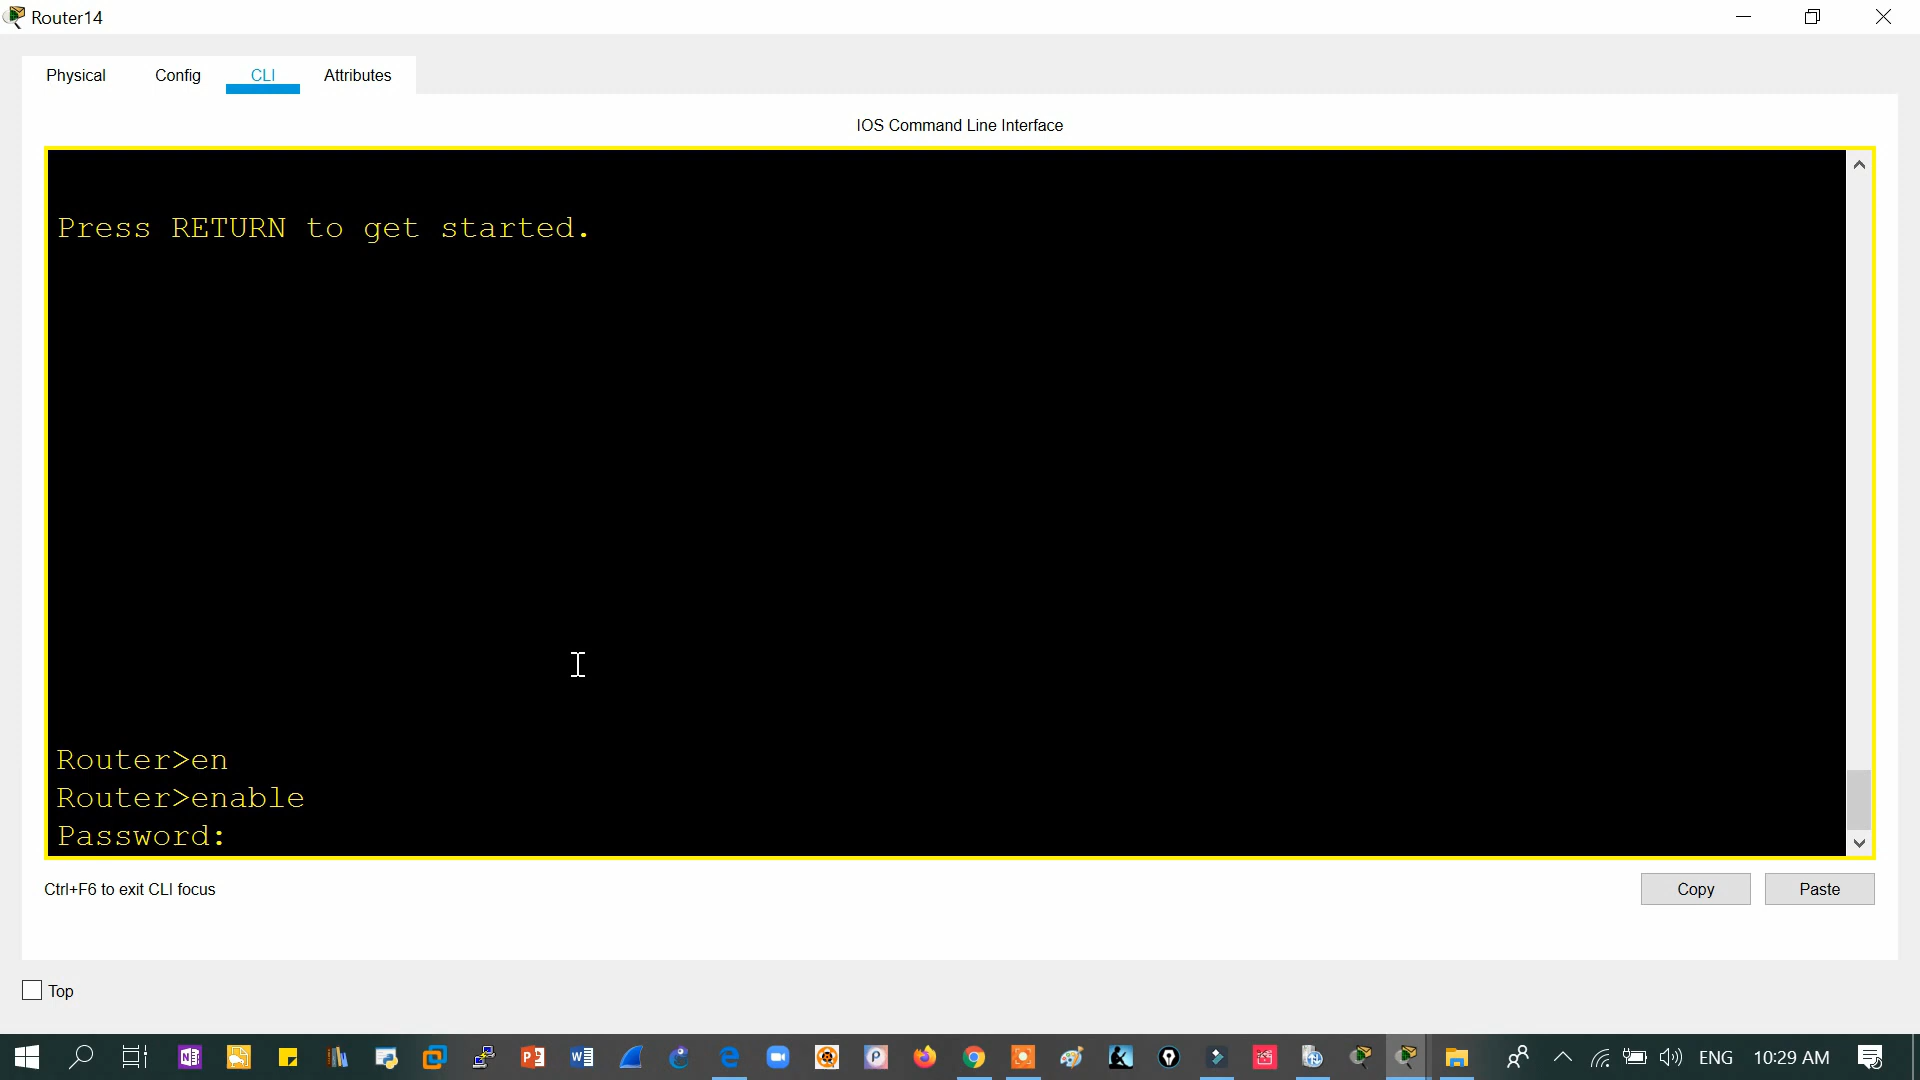 Router14
Physical Config CLI Attributes
IOS Command Line Interface
Press RETURN to get started.
Router>en
Router>enable
Password:
Ctrl+F6 to exit CLI focus
Copy Paste
Top
ENG 10:29 AM